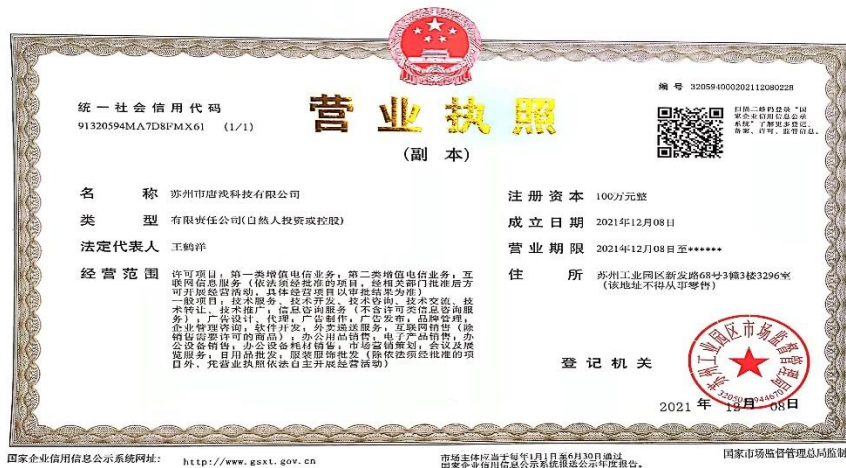 编 号 320594000202112080228
统一社会信用代码
91320594MA7D8FMX61 (1/1)
营业执照
(副 本)
扫描二维码登录“国
家企业信用信息公示
系统”了解更多登记、
备案、许可、监管信息。
名 称 苏州市唐浅科技有限公司
类 型 有限责任公司(自然人投资或控股)
法定代表人 王鹤洋
经营范围 许可项目：第一类增值电信业务；第二类增值电信业务；互
联网信息服务（依法须经批准的项目，经相关部门批准后方
可开展经营活动，具体经营项目以审批结果为准）
一般项目：技术服务、技术开发、技术咨询、技术交流、技
术转让、技术推广；信息咨询服务（不含许可类信息咨询服
务）；广告设计、代理；广告制作；广告发布；品牌管理；
企业管理咨询；软件开发；外卖递送服务；互联网销售（除
销售需要许可的商品）；办公用品销售；电子产品销售；办
公设备销售；办公设备耗材销售；市场营销策划；会议及展
览服务；日用品批发；服装服饰批发（除依法须经批准的项
目外，凭营业执照依法自主开展经营活动）
注册资本 100万元整
成立日期 2021年12月08日
营业期限 2021年12月08日至******
住 所 苏州工业园区新发路68号3幢3楼3296室
（该地址不得从事零售）
登记机关
苏州工业园区市场监督管理局
2021 年 12月 08日
国家企业信用信息公示系统网址： http://www.gsxt.gov.cn
市场主体应当于每年1月1日至6月30日通过
国家企业信用信息公示系统报送公示年度报告。
国家市场监督管理总局监制